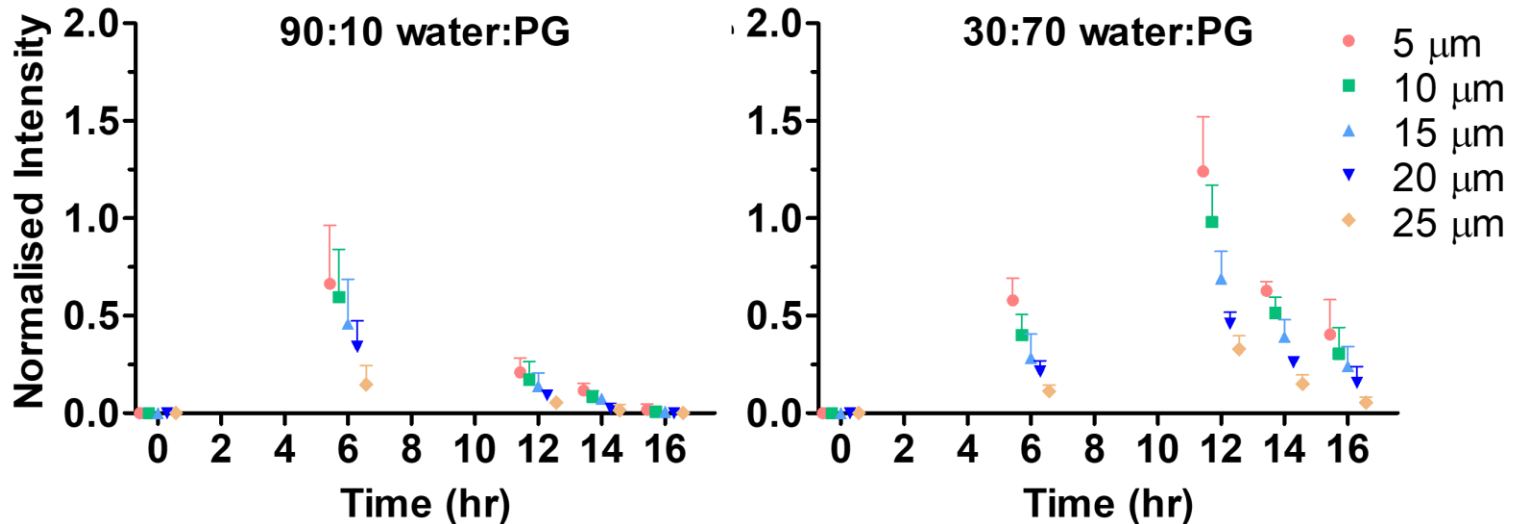 90:10 water:PG
Normalised Intensity
2.0
1.5
1.0
0.5
0.0
0 2 4 6 8 10 12 14 16
Time (hr)
30:70 water:PG
2.0
1.5
1.0
0.5
0.0
0 2 4 6 8 10 12 14 16
Time (hr)
5 μm
10 μm
15 μm
20 μm
25 μm